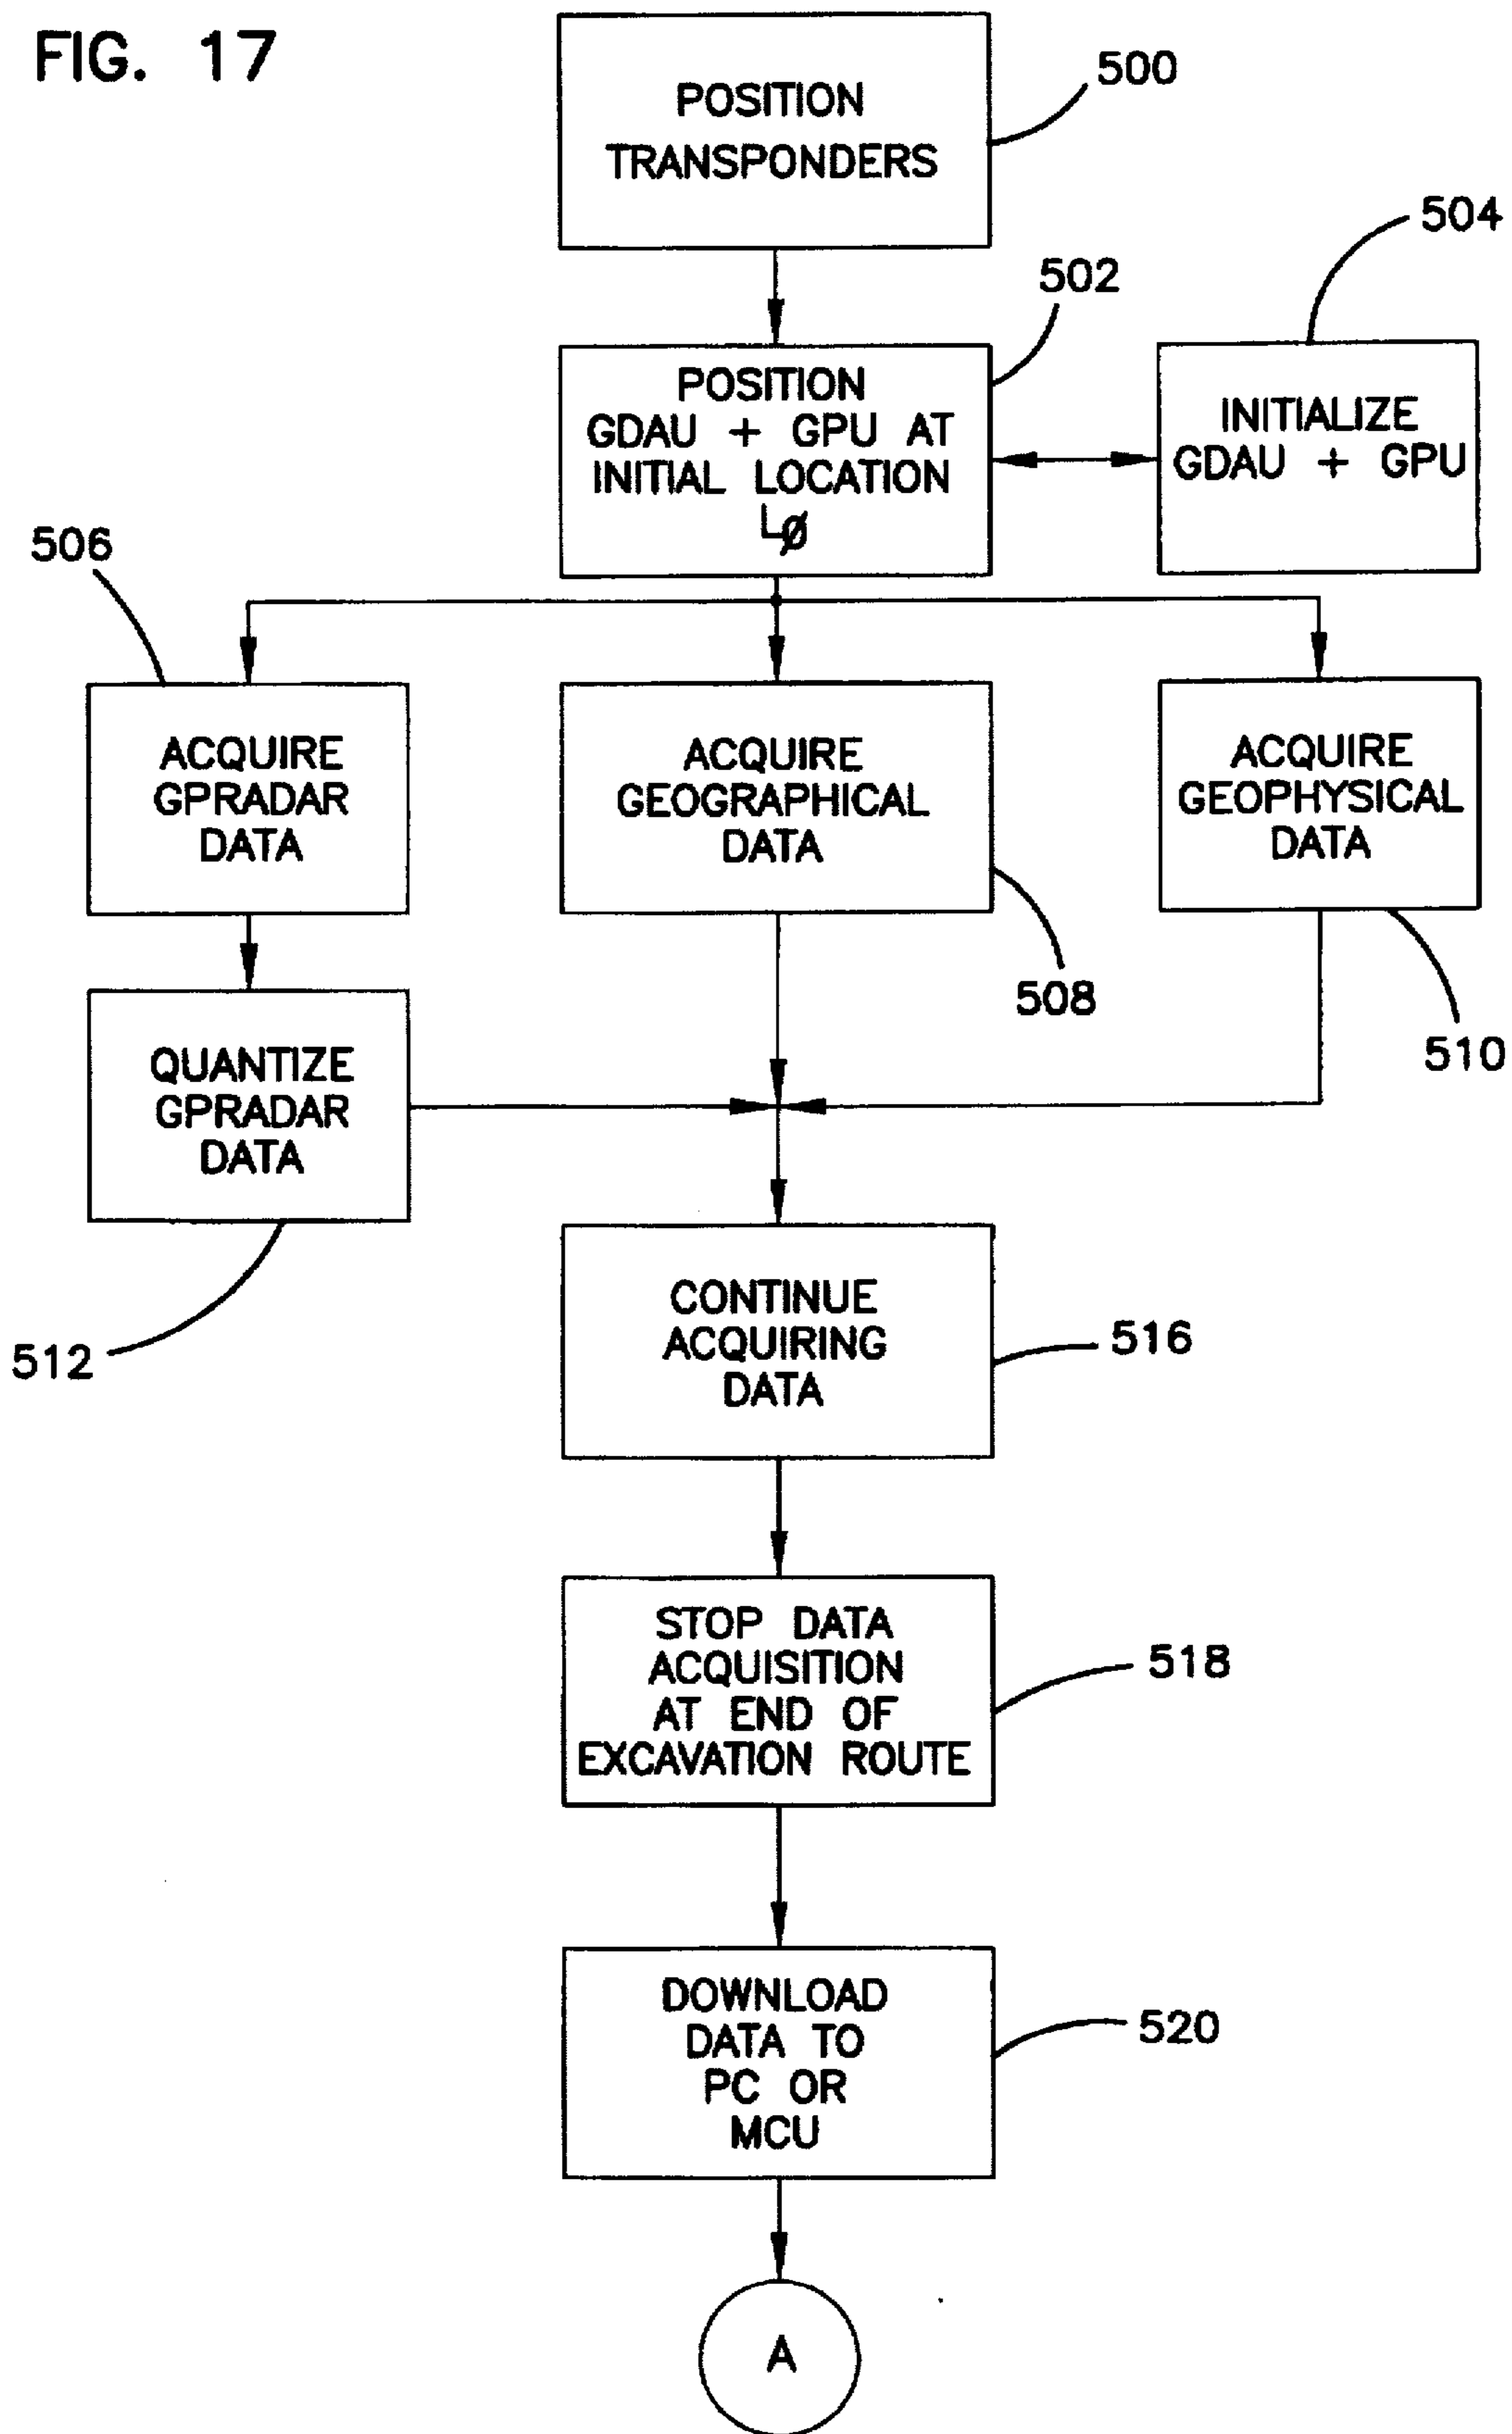 FIG. 17
POSITION
TRANSPONDERS
500
502
504
POSITION
GDAU + GPU AT
INITIAL LOCATION
LØ
INITIALIZE
GDAU + GPU
506
ACQUIRE
GPRADAR
DATA
ACQUIRE
GEOGRAPHICAL
DATA
ACQUIRE
GEOPHYSICAL
DATA
508
510
QUANTIZE
GPRADAR
DATA
512
CONTINUE
ACQUIRING
DATA
516
STOP DATA
ACQUISITION
AT END OF
EXCAVATION ROUTE
518
DOWNLOAD
DATA TO
PC OR
MCU
520
A